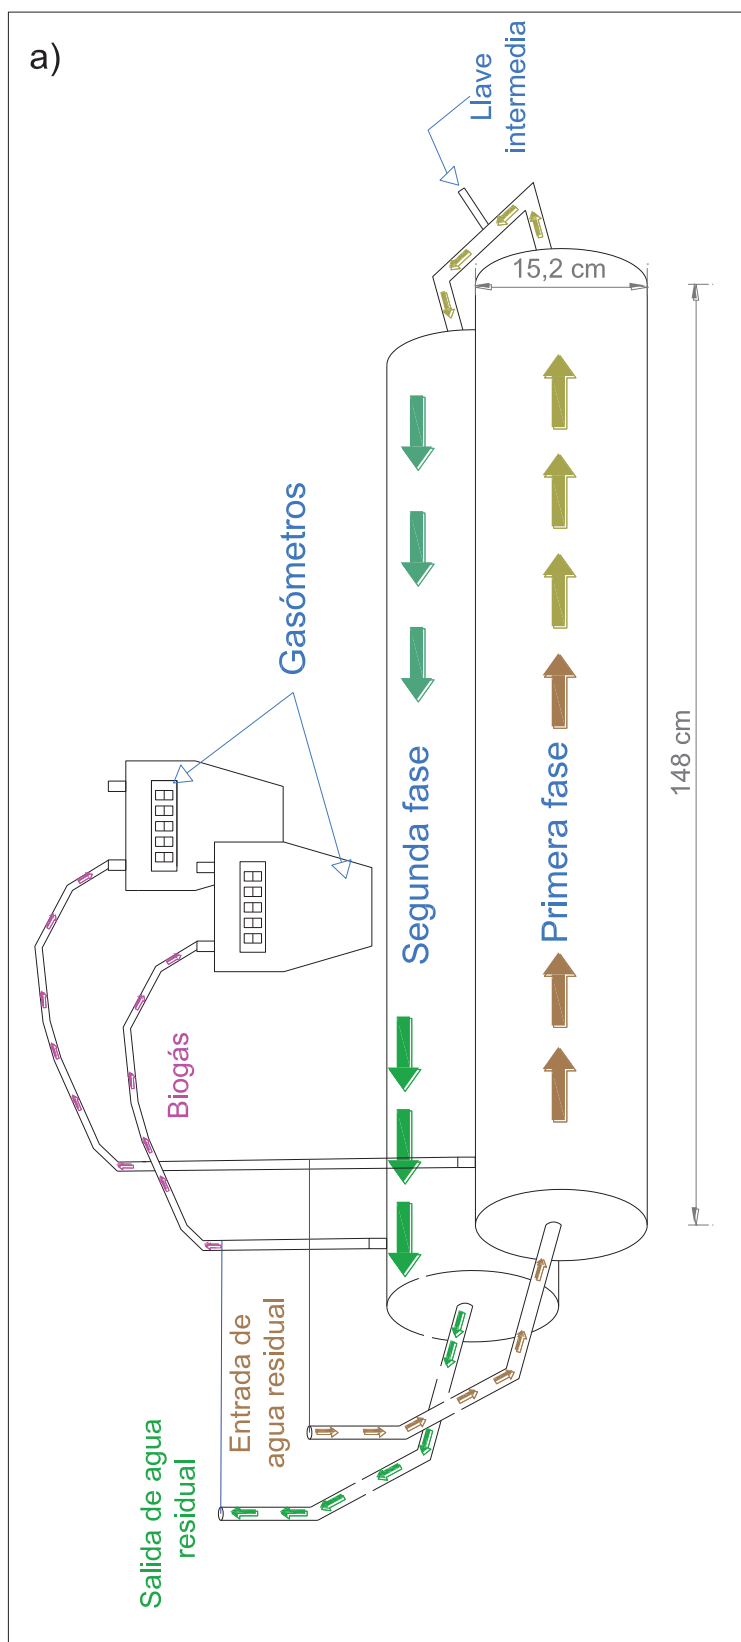 a)
Llave
intermedia
15,2 cm
148 cm
Gasómetros
Segunda fase
Primera fase
Biogás
Entrada de
agua residual
Salida de agua
residual